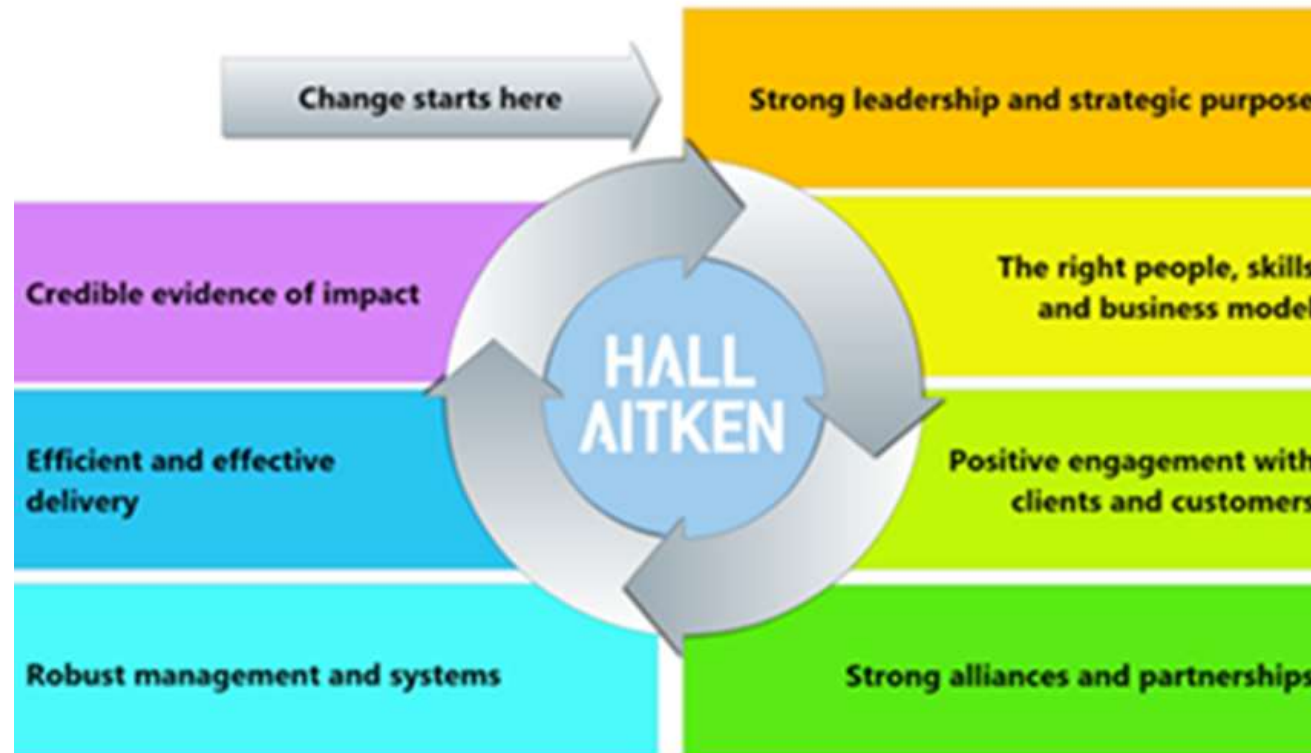 Change starts here
Strong leadership and strategic purpose
Credible evidence of impact
The right people, skills
and business model
HALL
AITKEN
Efficient and effective
delivery
Positive engagement with
clients and customers
Robust management and systems
Strong alliances and partnerships